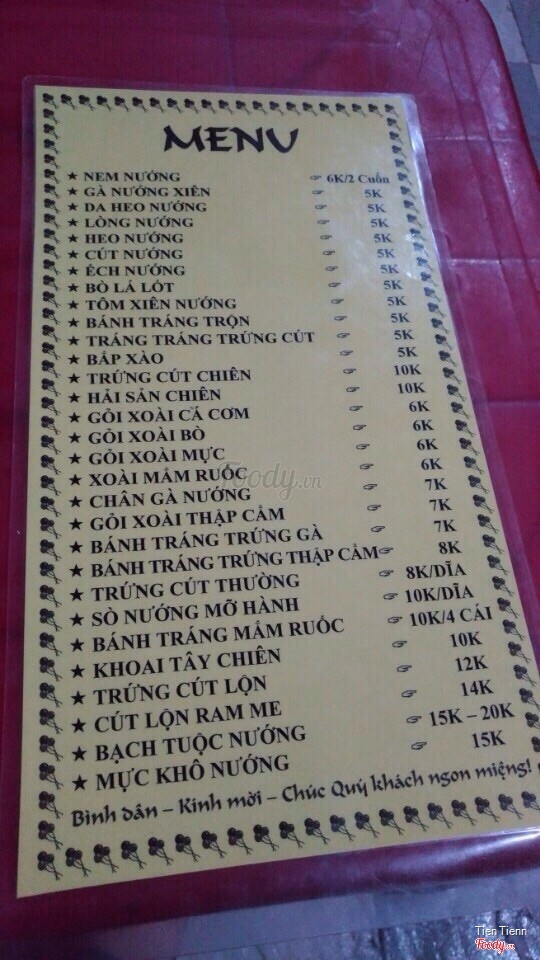 MENU
★ NEM NƯỚNG ☞ 6K/2 Cuốn
★ GÀ NƯỚNG XIÊN 5K
★ DA HEO NƯỚNG ☞ 5K
★ LÒNG NƯỚNG ☞ 5K
★ HEO NƯỚNG ☞ 5K
★ CÚT NƯỚNG ☞ 5K
★ ẾCH NƯỚNG ☞ 5K
★ BÒ LÁ LỐT ☞ 5K
★ TÔM XIÊN NƯỚNG ☞ 5K
★ BÁNH TRÁNG TRỘN ☞ 5K
★ TRÁNG TRÁNG TRỨNG CÚT ☞ 5K
★ BẮP XÀO ☞ 5K
★ TRỨNG CÚT CHIÊN ☞ 10K
★ HẢI SẢN CHIÊN ☞ 10K
★ GỎI XOÀI CÁ CƠM ☞ 6K
★ GỎI XOÀI BÒ ☞ 6K
★ GỎI XOÀI MỰC ☞ 6K
★ XOÀI MẮM RUỐC ☞ 6K
★ CHÂN GÀ NƯỚNG ☞ 7K
★ GỎI XOÀI THẬP CẨM ☞ 7K
★ BÁNH TRÁNG TRỨNG GÀ ☞ 7K
★ BÁNH TRÁNG TRỨNG THẬP CẨM ☞ 8K
★ TRỨNG CÚT THƯỜNG ☞ 8K/DĨA
★ SÒ NƯỚNG MỠ HÀNH ☞ 10K/DĨA
★ BÁNH TRÁNG MẮM RUỐC ☞ 10K/4 CÁI
★ KHOAI TÂY CHIÊN ☞ 10K
★ TRỨNG CÚT LỘN ☞ 12K
★ CÚT LỘN RAM ME ☞ 14K
★ BẠCH TUỘC NƯỚNG ☞ 15K – 20K
★ MỰC KHÔ NƯỚNG ☞ 15K
Bình dân – Kính mời – Chúc Quý khách ngon miệng!
Foody.vn
Tien Tienn
Foody.vn